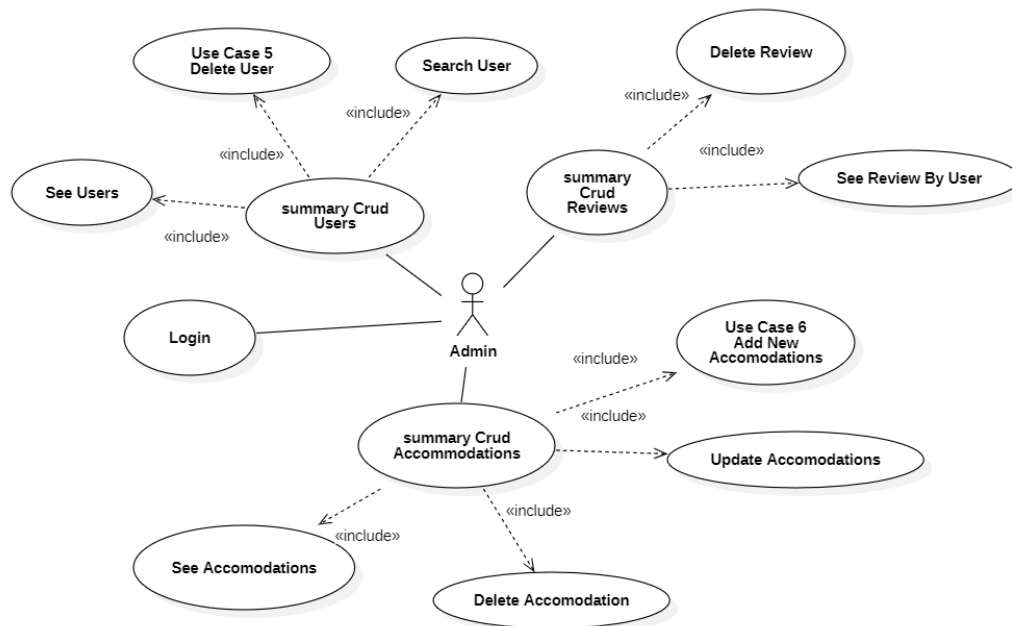 Use Case 5
Delete User
Search User
Delete Review
«include»
«include»
«include»
«include»
See Users
summary Crud
Users
summary
Crud
Reviews
See Review By User
«include»
Login
Admin
Use Case 6
Add New
Accomodations
«include»
«include»
summary Crud
Accommodations
Update Accomodations
«include»
«include»
See Accomodations
Delete Accomodation